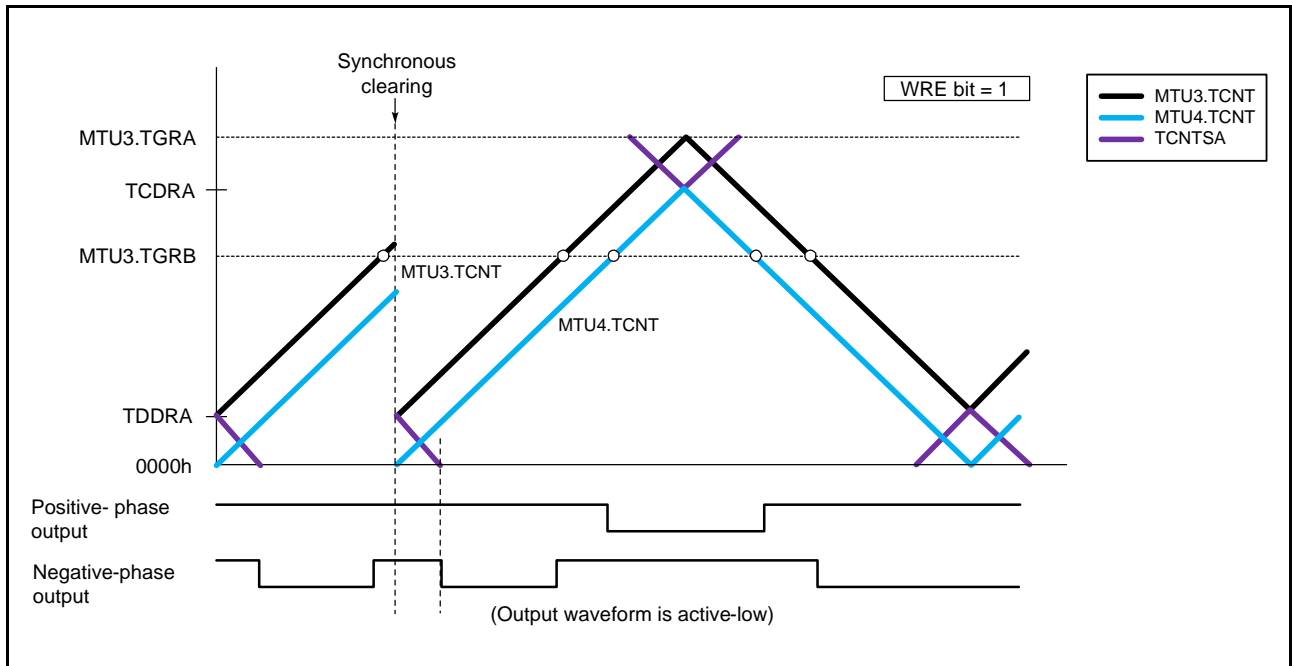 Synchronous
clearing
WRE bit = 1
MTU3.TCNT
MTU4.TCNT
TCNTSA
MTU3.TGRA
TCDRA
MTU3.TGRB
MTU3.TCNT
MTU4.TCNT
TDDRA
0000h
Positive- phase
output
Negative-phase
output
(Output waveform is active-low)